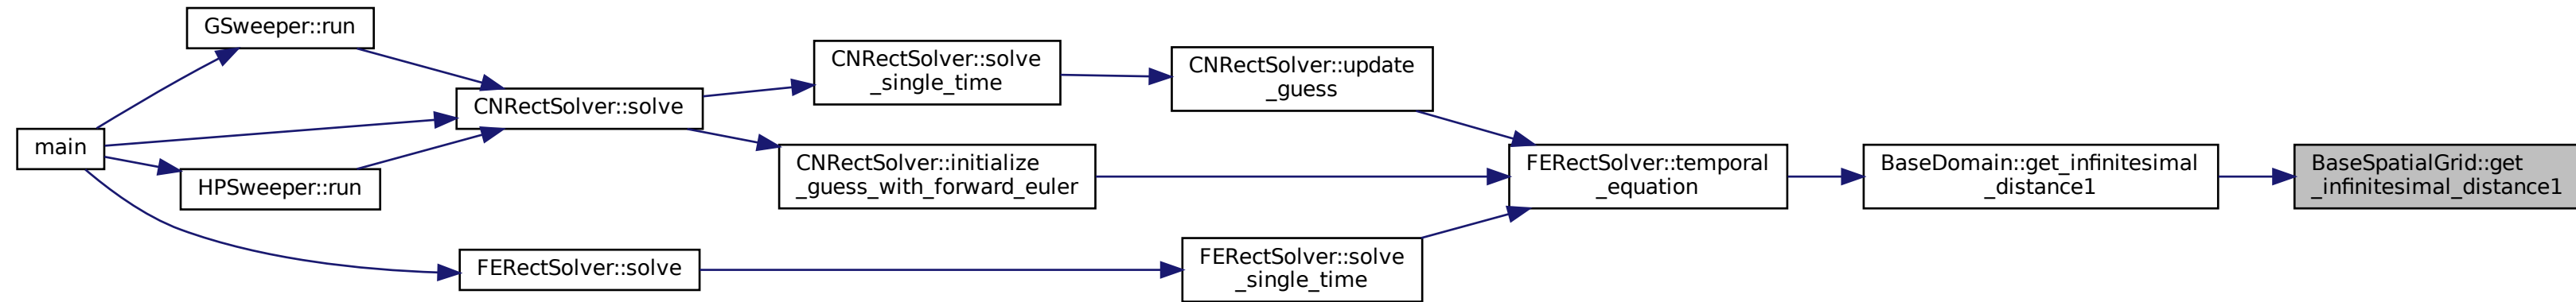 main
GSweeper::run
HPSweeper::run
CNRectSolver::solve
FERectSolver::solve
CNRectSolver::solve
_single_time
CNRectSolver::initialize
_guess_with_forward_euler
CNRectSolver::update
_guess
FERectSolver::solve
_single_time
FERectSolver::temporal
_equation
BaseDomain::get_infinitesimal
_distance1
BaseSpatialGrid::get
_infinitesimal_distance1